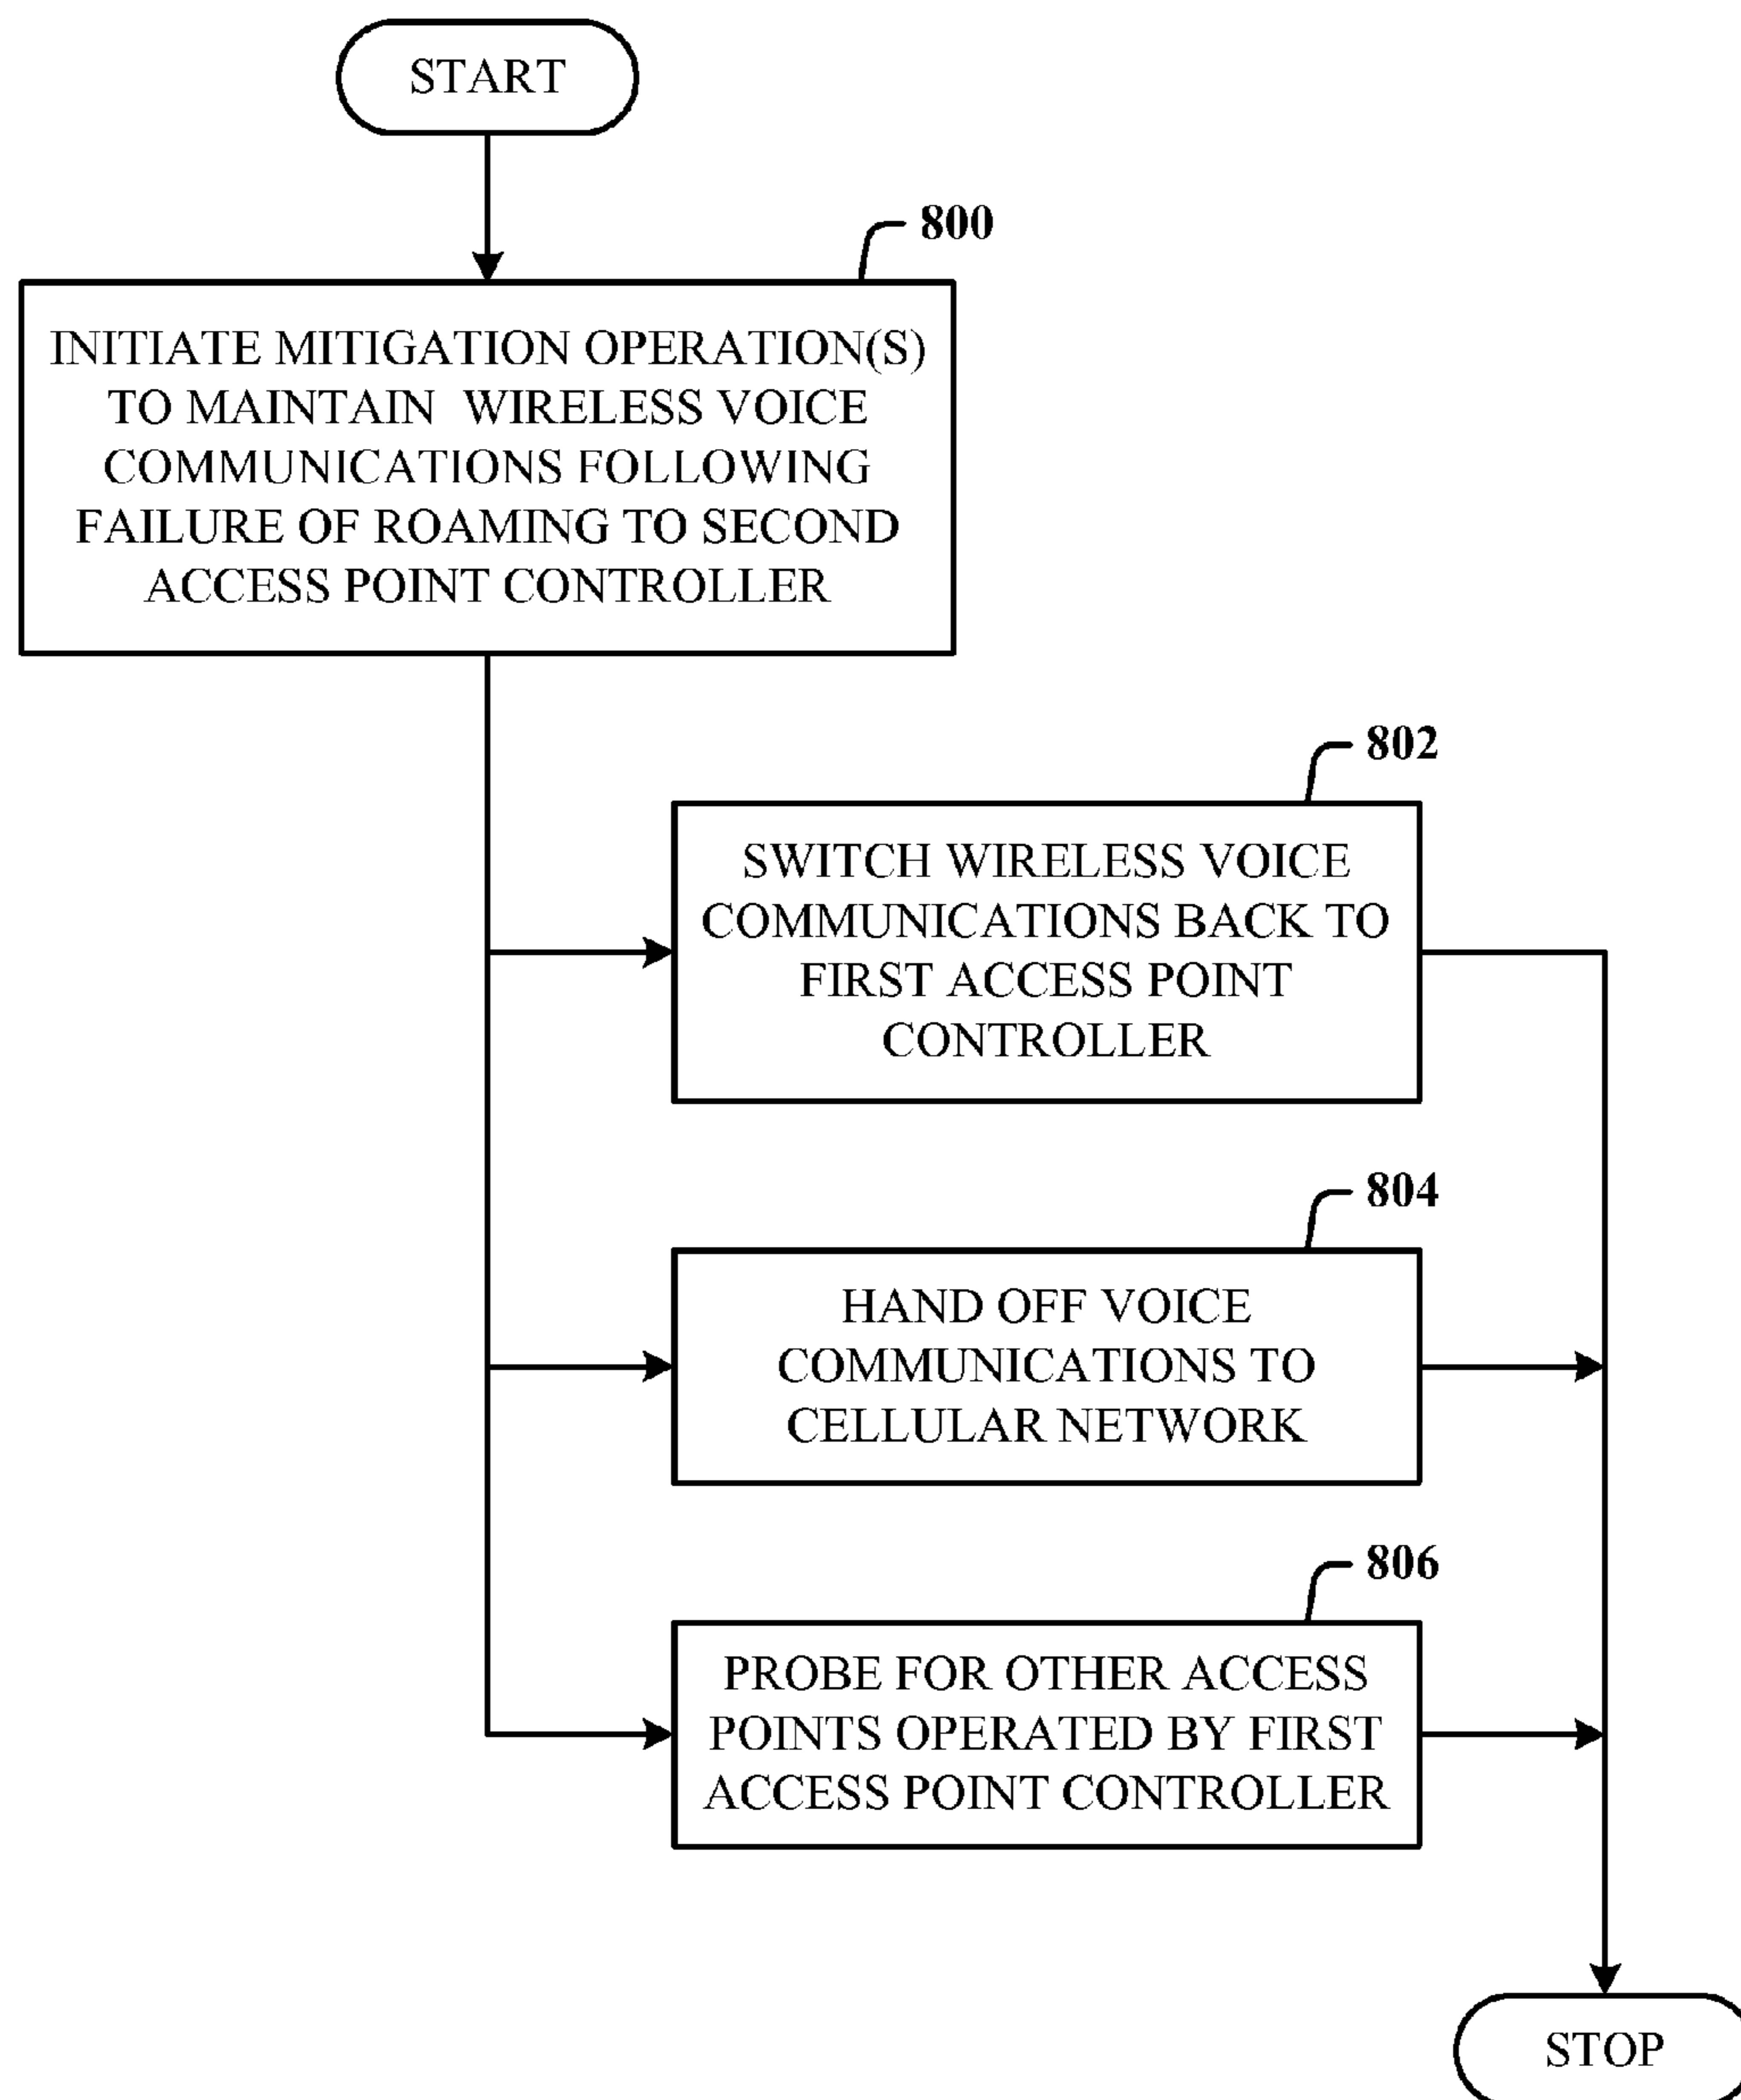 START
800
INITIATE MITIGATION OPERATION(S)
TO MAINTAIN WIRELESS VOICE
COMMUNICATIONS FOLLOWING
FAILURE OF ROAMING TO SECOND
ACCESS POINT CONTROLLER
802
SWITCH WIRELESS VOICE
COMMUNICATIONS BACK TO
FIRST ACCESS POINT
CONTROLLER
804
HAND OFF VOICE
COMMUNICATIONS TO
CELLULAR NETWORK
806
PROBE FOR OTHER ACCESS
POINTS OPERATED BY FIRST
ACCESS POINT CONTROLLER
STOP